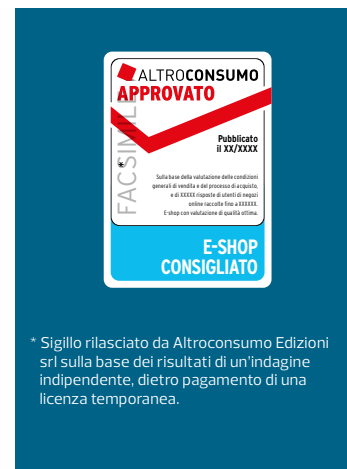 ALTROCONSUMO
APPROVATO
FACSIMILE*
Pubblicato
il XX/XXXX
Sulla base della valutazione delle condizioni
generali di vendita e del processo di acquisto,
e di XXXXX risposte di utenti di negozi
online raccolte fino a XXXXXX.
E-shop con valutazione di qualità ottima.
E-SHOP
CONSIGLIATO
* Sigillo rilasciato da Altroconsumo Edizioni
srl sulla base dei risultati di un’indagine
indipendente, dietro pagamento di una
licenza temporanea.